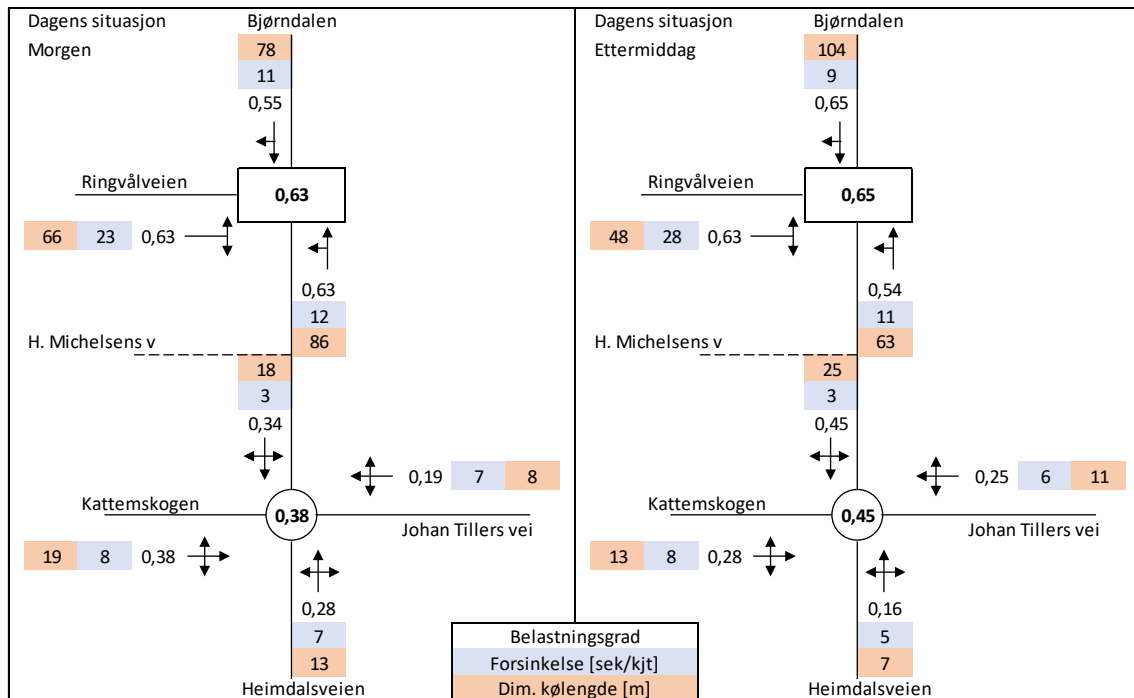 Dagens situasjon
Morgen
Bjørndalen
78
11
0,55
Ringvålveien
0,63
66 23 0,63
0,63
12
86
H. Michelsens v
18
3
0,34
0,19 7 8
Kattemskogen
0,38
Johan Tillers vei
19 8 0,38
0,28
7
13
Heimdalsveien
Dagens situasjon
Ettermiddag
Bjørndalen
104
9
0,65
Ringvålveien
0,65
48 28 0,63
0,54
11
63
H. Michelsens v
25
3
0,45
0,25 6 11
Kattemskogen
0,45
Johan Tillers vei
13 8 0,28
0,16
5
7
Heimdalsveien
Belastningsgrad
Forsinkelse [sek/kjt]
Dim. kølengde [m]